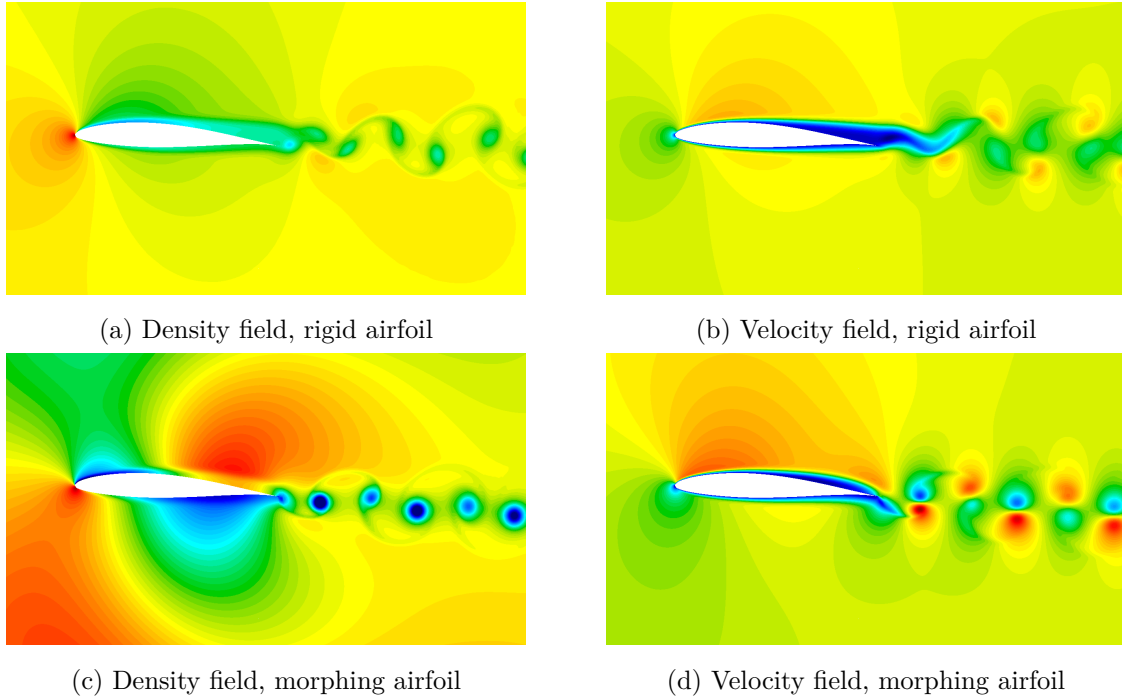 (a) Density field, rigid airfoil
(b) Velocity field, rigid airfoil
(c) Density field, morphing airfoil
(d) Velocity field, morphing airfoil